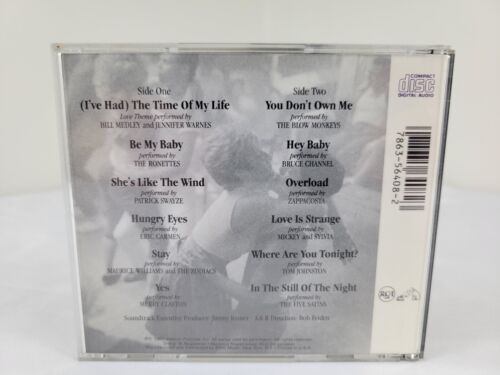 Side One
(I've Had) The Time Of My Life
Love Theme performed by
BILL MEDLEY and JENNIFER WARNES
Be My Baby
performed by
THE RONETTES
She's Like The Wind
performed by
PATRICK SWAYZE
Hungry Eyes
performed by
ERIC CARMEN
Stay
performed by
MAURICE WILLIAMS and THE ZODIACS
Yes
performed by
MERRY CLAYTON
Side Two
You Don't Own Me
performed by
THE BLOW MONKEYS
Hey Baby
performed by
BRUCE CHANNEL
Overload
performed by
ZAPPACOSTA
Love Is Strange
performed by
MICKEY and SYLVIA
Where Are You Tonight?
performed by
TOM JOHNSTON
In The Still Of The Night
performed by
THE FIVE SATINS
Soundtrack Executive Producer: Jimmy Ienner A&R Direction: Bob Feiden
COMPACT
disc
DIGITAL AUDIO
7863-56408-2
RCA